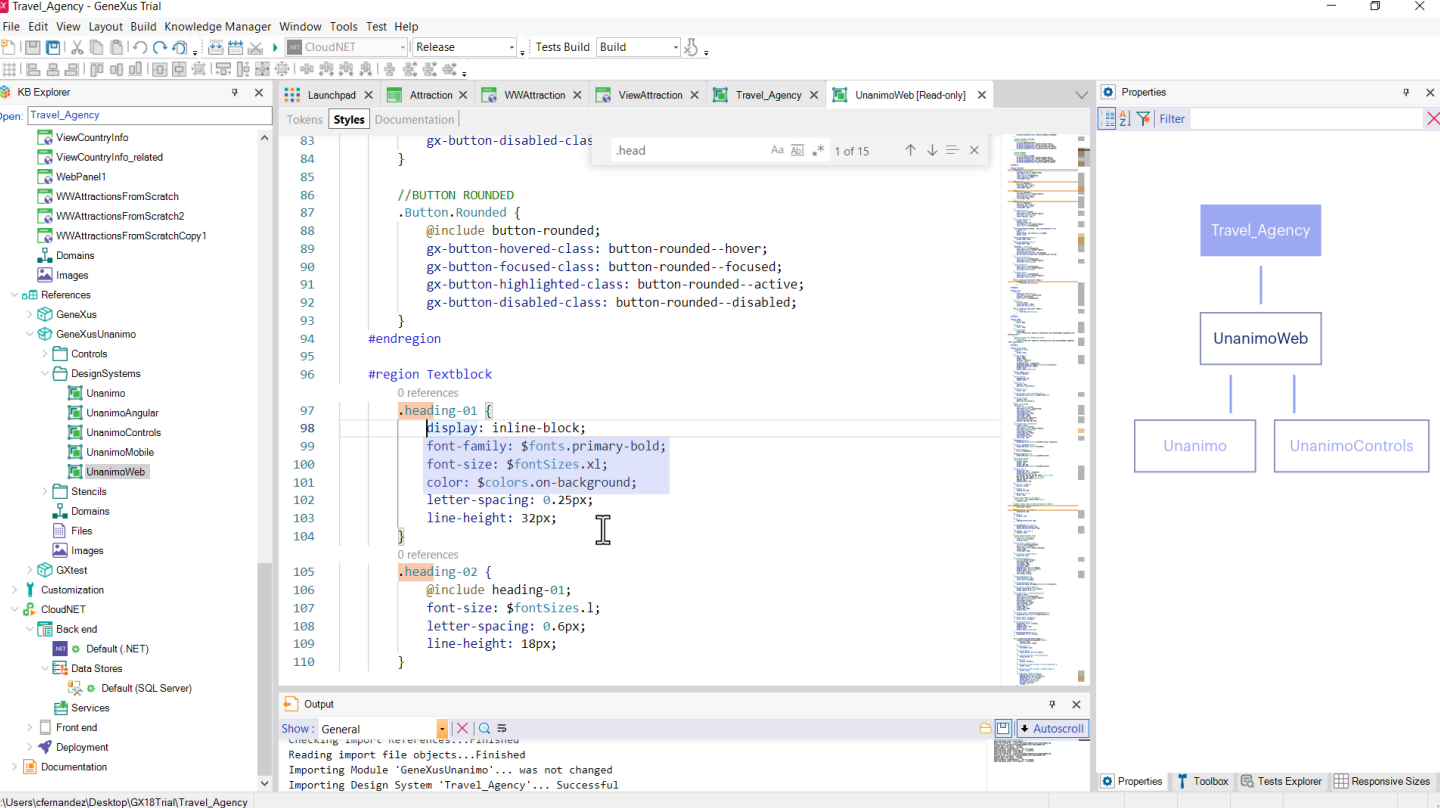 Travel_Agency - GeneXus Trial
File Edit View Layout Build Knowledge Manager Window Tools Test Help
CloudNET Release Tests Build Build
KB Explorer
Open: Travel_Agency
ViewCountryInfo
ViewCountryInfo_related
WebPanel1
WWAttractionsFromScratch
WWAttractionsFromScratch2
WWAttractionsFromScratchCopy1
Domains
Images
References
GeneXus
GeneXusUnanimo
Controls
DesignSystems
Unanimo
UnanimoAngular
UnanimoControls
UnanimoMobile
UnanimoWeb
Stencils
Domains
Files
Images
GXtest
Customization
CloudNET
Back end
Default (.NET)
Data Stores
Default (SQL Server)
Services
Front end
Deployment
Documentation
Launchpad Attraction WWAttraction ViewAttraction Travel_Agency UnanimoWeb [Read-only]
Tokens Styles Documentation
.head Aa Ab 1 of 15
83 gx-button-disabled-clas
84 }
85
86 //BUTTON ROUNDED
87 .Button.Rounded {
88 @include button-rounded;
89 gx-button-hovered-class: button-rounded--hover;
90 gx-button-focused-class: button-rounded--focused;
91 gx-button-highlighted-class: button-rounded--active;
92 gx-button-disabled-class: button-rounded--disabled;
93 }
94 #endregion
95
96 #region Textblock
0 references
97 .heading-01 {
98 display: inline-block;
99 font-family: $fonts.primary-bold;
100 font-size: $fontSizes.xl;
101 color: $colors.on-background;
102 letter-spacing: 0.25px;
103 line-height: 32px;
104 }
0 references
105 .heading-02 {
106 @include heading-01;
107 font-size: $fontSizes.l;
108 letter-spacing: 0.6px;
109 line-height: 18px;
110 }
Output
Show: General Autoscroll
Checking import References...Finished
Reading import file objects...Finished
Importing Module 'GeneXusUnanimo'... was not changed
Importing Design System 'Travel_Agency'... Successful
Properties
Filter
Travel_Agency
UnanimoWeb
Unanimo UnanimoControls
Properties Toolbox Tests Explorer Responsive Sizes
:\Users\cfernandez\Desktop\GX18Trial\Travel_Agency